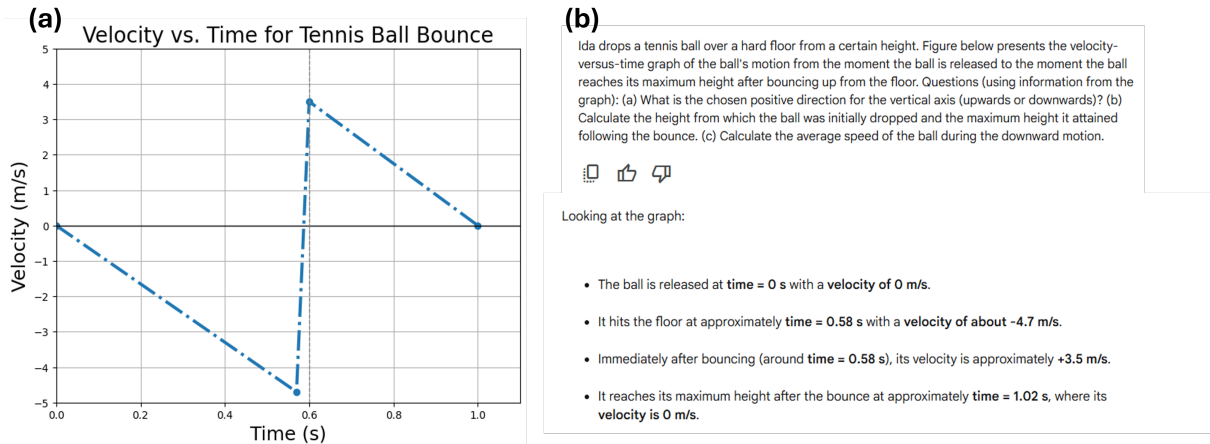 (a)
Velocity vs. Time for Tennis Ball Bounce
5
4
3
2
1
0
−1
−2
−3
−4
−5
Velocity (m/s)
0.0 0.2 0.4 0.6 0.8 1.0
Time (s)
(b)
Ida drops a tennis ball over a hard floor from a certain height. Figure below presents the velocity-
versus-time graph of the ball's motion from the moment the ball is released to the moment the ball
reaches its maximum height after bouncing up from the floor. Questions (using information from the
graph): (a) What is the chosen positive direction for the vertical axis (upwards or downwards)? (b)
Calculate the height from which the ball was initially dropped and the maximum height it attained
following the bounce. (c) Calculate the average speed of the ball during the downward motion.
Looking at the graph:
• The ball is released at time = 0 s with a velocity of 0 m/s.
• It hits the floor at approximately time = 0.58 s with a velocity of about -4.7 m/s.
• Immediately after bouncing (around time = 0.58 s), its velocity is approximately +3.5 m/s.
• It reaches its maximum height after the bounce at approximately time = 1.02 s, where its
velocity is 0 m/s.